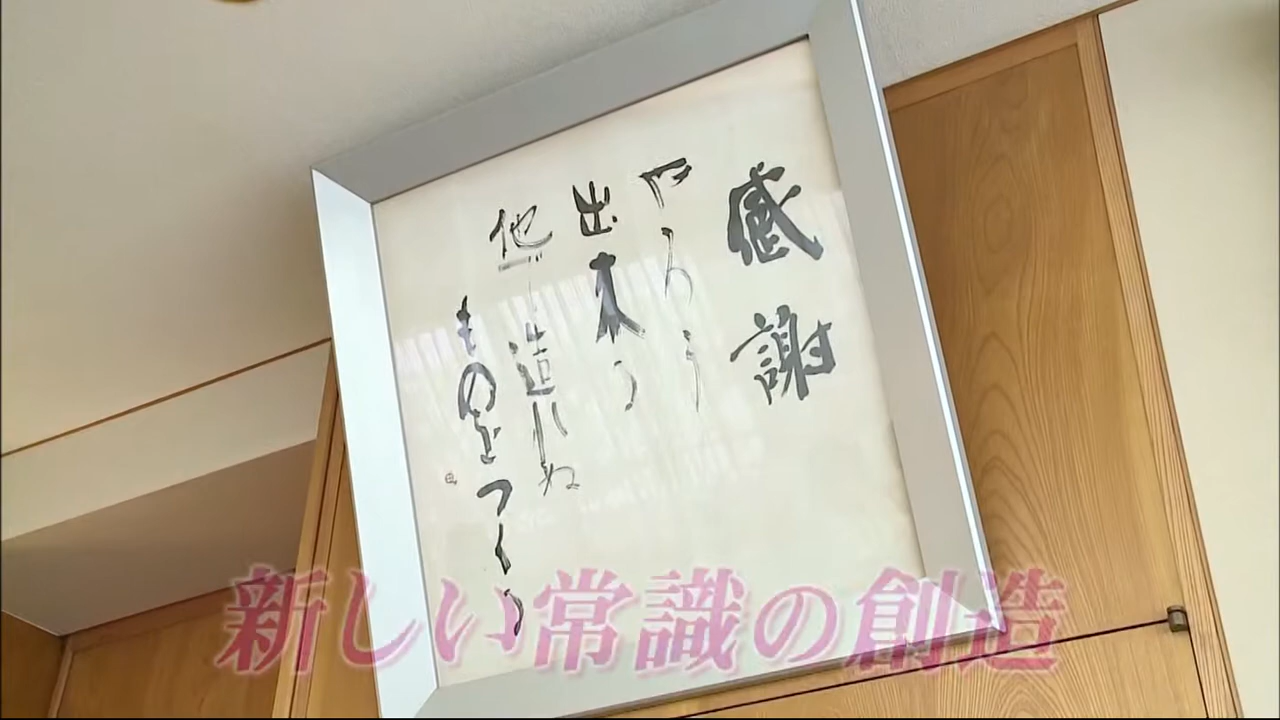 感謝
やろう
出来る
他が造れぬ
ものをつくる
新しい常識の創造